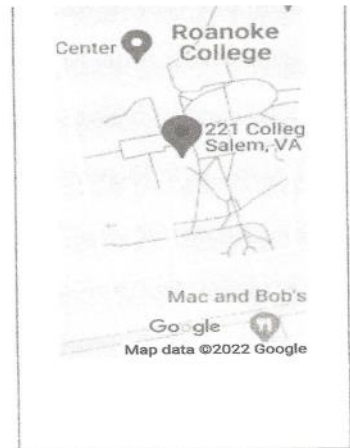 Center
Roanoke
College
221 Colleg
Salem, VA
Mac and Bob's
Google
Map data ©2022 Google